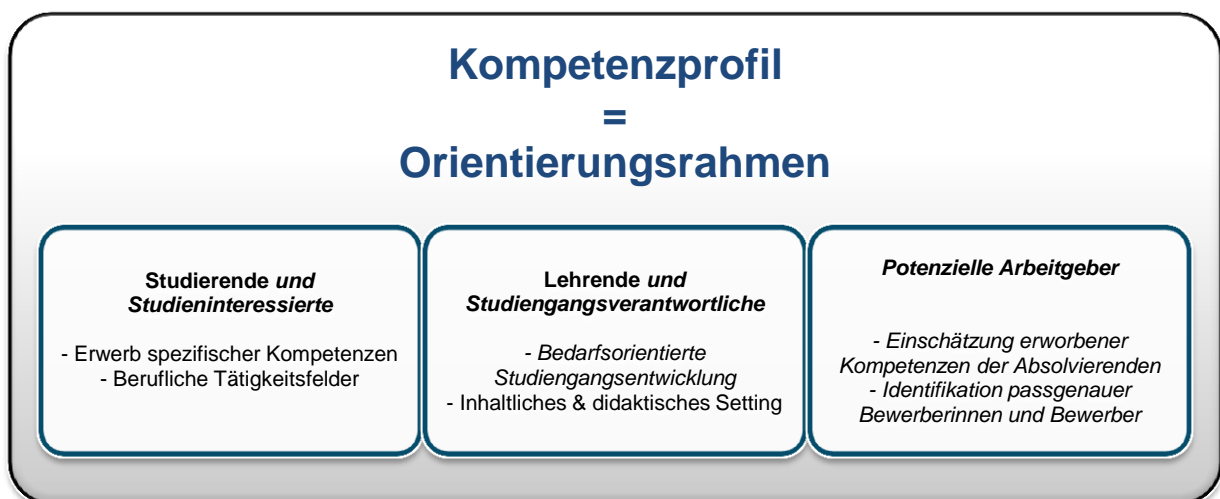 Kompetenzprofil
=
Orientierungsrahmen
Studierende und
Studieninteressierte
- Erwerb spezifischer Kompetenzen
- Berufliche Tätigkeitsfelder
Lehrende und
Studiengangsverantwortliche
- Bedarfsorientierte
Studiengangsentwicklung
- Inhaltliches & didaktisches Setting
Potenzielle Arbeitgeber
- Einschätzung erworbener
Kompetenzen der Absolvierenden
- Identifikation passgenauer
Bewerberinnen und Bewerber